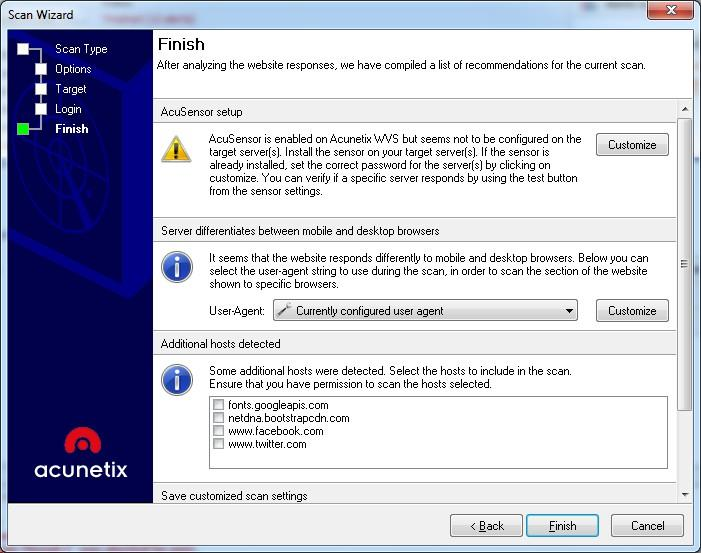 Scan Wizard
Scan Type
Options
Target
Login
Finish
acunetix
Finish
After analyzing the website responses, we have compiled a list of recommendations for the current scan.
AcuSensor setup
AcuSensor is enabled on Acunetix WVS but seems not to be configured on the
target server(s). Install the sensor on your target server(s). If the sensor is
already installed, set the correct password for the server(s) by clicking on
customize. You can verify if a specific server responds by using the test button
from the sensor settings.
Customize
Server differentiates between mobile and desktop browsers
It seems that the website responds differently to mobile and desktop browsers. Below you can
select the user-agent string to use during the scan, in order to scan the section of the website
shown to specific browsers.
User-Agent: Currently configured user agent
Customize
Additional hosts detected
Some additional hosts were detected. Select the hosts to include in the scan.
Ensure that you have permission to scan the hosts selected.
fonts.googleapis.com
netdna.bootstrapcdn.com
www.facebook.com
www.twitter.com
Save customized scan settings
< Back
Finish
Cancel